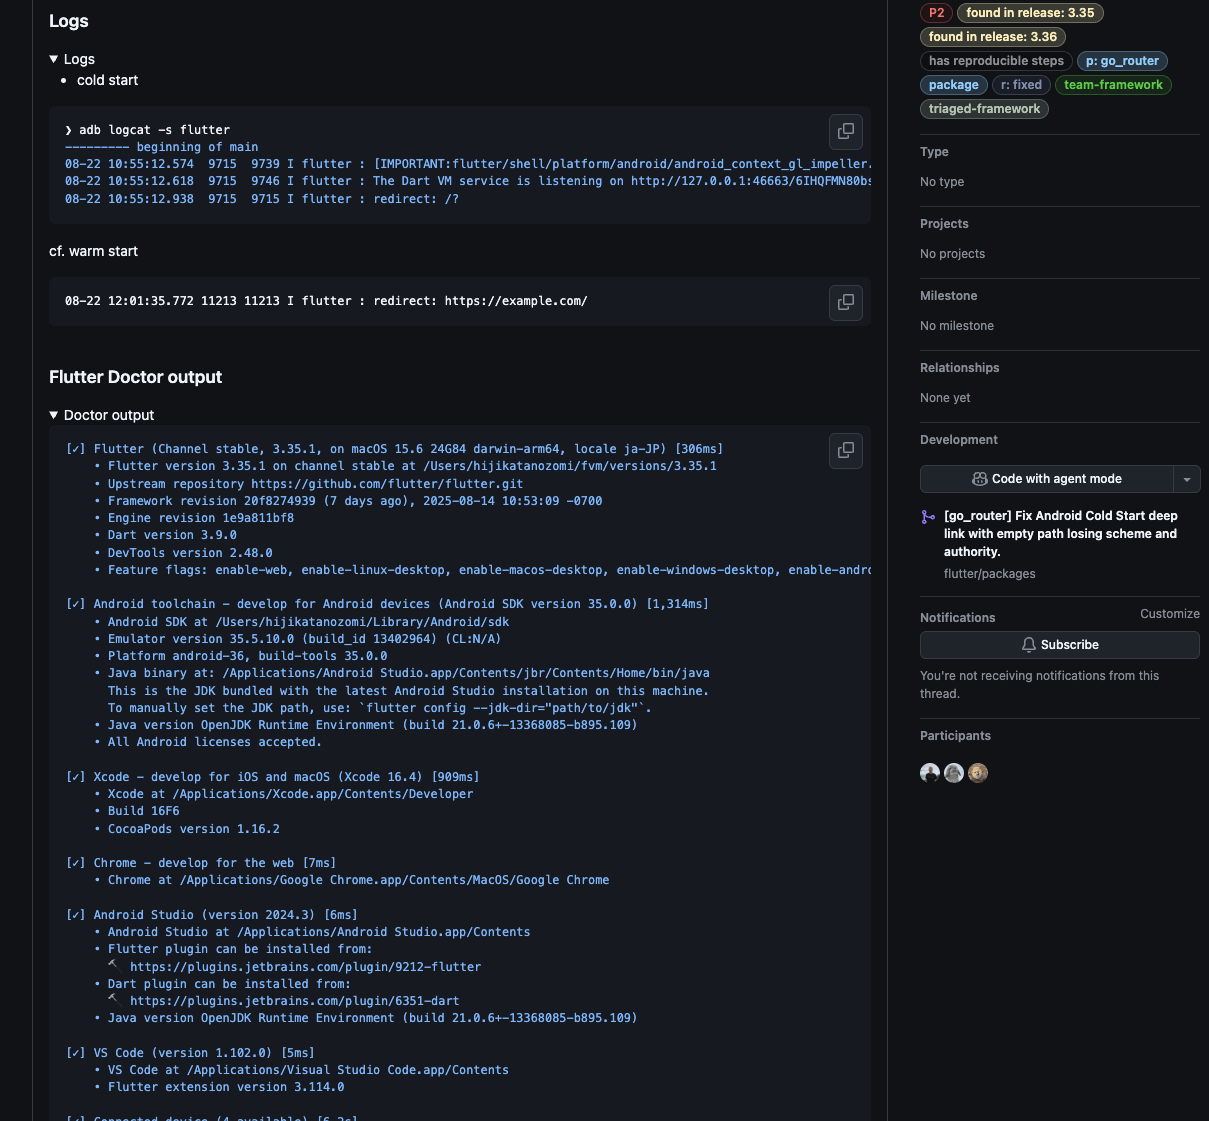 Logs
▼ Logs
• cold start
❯ adb logcat -s flutter
--------- beginning of main
08-22 10:55:12.574  9715  9739 I flutter : [IMPORTANT:flutter/shell/platform/android/android_context_gl_impeller.
08-22 10:55:12.618  9715  9746 I flutter : The Dart VM service is listening on http://127.0.0.1:46663/6IHQFMN80bs
08-22 10:55:12.938  9715  9715 I flutter : redirect: /?
cf. warm start
08-22 12:01:35.772 11213 11213 I flutter : redirect: https://example.com/
Flutter Doctor output
▼ Doctor output
[✓] Flutter (Channel stable, 3.35.1, on macOS 15.6 24G84 darwin-arm64, locale ja-JP) [306ms]
• Flutter version 3.35.1 on channel stable at /Users/hijikatanozomi/fvm/versions/3.35.1
• Upstream repository https://github.com/flutter/flutter.git
• Framework revision 20f8274939 (7 days ago), 2025-08-14 10:53:09 -0700
• Engine revision 1e9a811bf8
• Dart version 3.9.0
• DevTools version 2.48.0
• Feature flags: enable-web, enable-linux-desktop, enable-macos-desktop, enable-windows-desktop, enable-andro
[✓] Android toolchain - develop for Android devices (Android SDK version 35.0.0) [1,314ms]
• Android SDK at /Users/hijikatanozomi/Library/Android/sdk
• Emulator version 35.5.10.0 (build_id 13402964) (CL:N/A)
• Platform android-36, build-tools 35.0.0
• Java binary at: /Applications/Android Studio.app/Contents/jbr/Contents/Home/bin/java
This is the JDK bundled with the latest Android Studio installation on this machine.
To manually set the JDK path, use: `flutter config --jdk-dir="path/to/jdk"`.
• Java version OpenJDK Runtime Environment (build 21.0.6+-13368085-b895.109)
• All Android licenses accepted.
[✓] Xcode - develop for iOS and macOS (Xcode 16.4) [909ms]
• Xcode at /Applications/Xcode.app/Contents/Developer
• Build 16F6
• CocoaPods version 1.16.2
[✓] Chrome - develop for the web [7ms]
• Chrome at /Applications/Google Chrome.app/Contents/MacOS/Google Chrome
[✓] Android Studio (version 2024.3) [6ms]
• Android Studio at /Applications/Android Studio.app/Contents
• Flutter plugin can be installed from:
🔨 https://plugins.jetbrains.com/plugin/9212-flutter
• Dart plugin can be installed from:
🔨 https://plugins.jetbrains.com/plugin/6351-dart
• Java version OpenJDK Runtime Environment (build 21.0.6+-13368085-b895.109)
[✓] VS Code (version 1.102.0) [5ms]
• VS Code at /Applications/Visual Studio Code.app/Contents
• Flutter extension version 3.114.0
[✓] Connected device (4 available) [6.2s]
P2 found in release: 3.35
found in release: 3.36
has reproducible steps p: go_router
package r: fixed team-framework
triaged-framework
Type
No type
Projects
No projects
Milestone
No milestone
Relationships
None yet
Development
Code with agent mode
[go_router] Fix Android Cold Start deep
link with empty path losing scheme and
authority.
flutter/packages
Notifications Customize
Subscribe
You're not receiving notifications from this
thread.
Participants